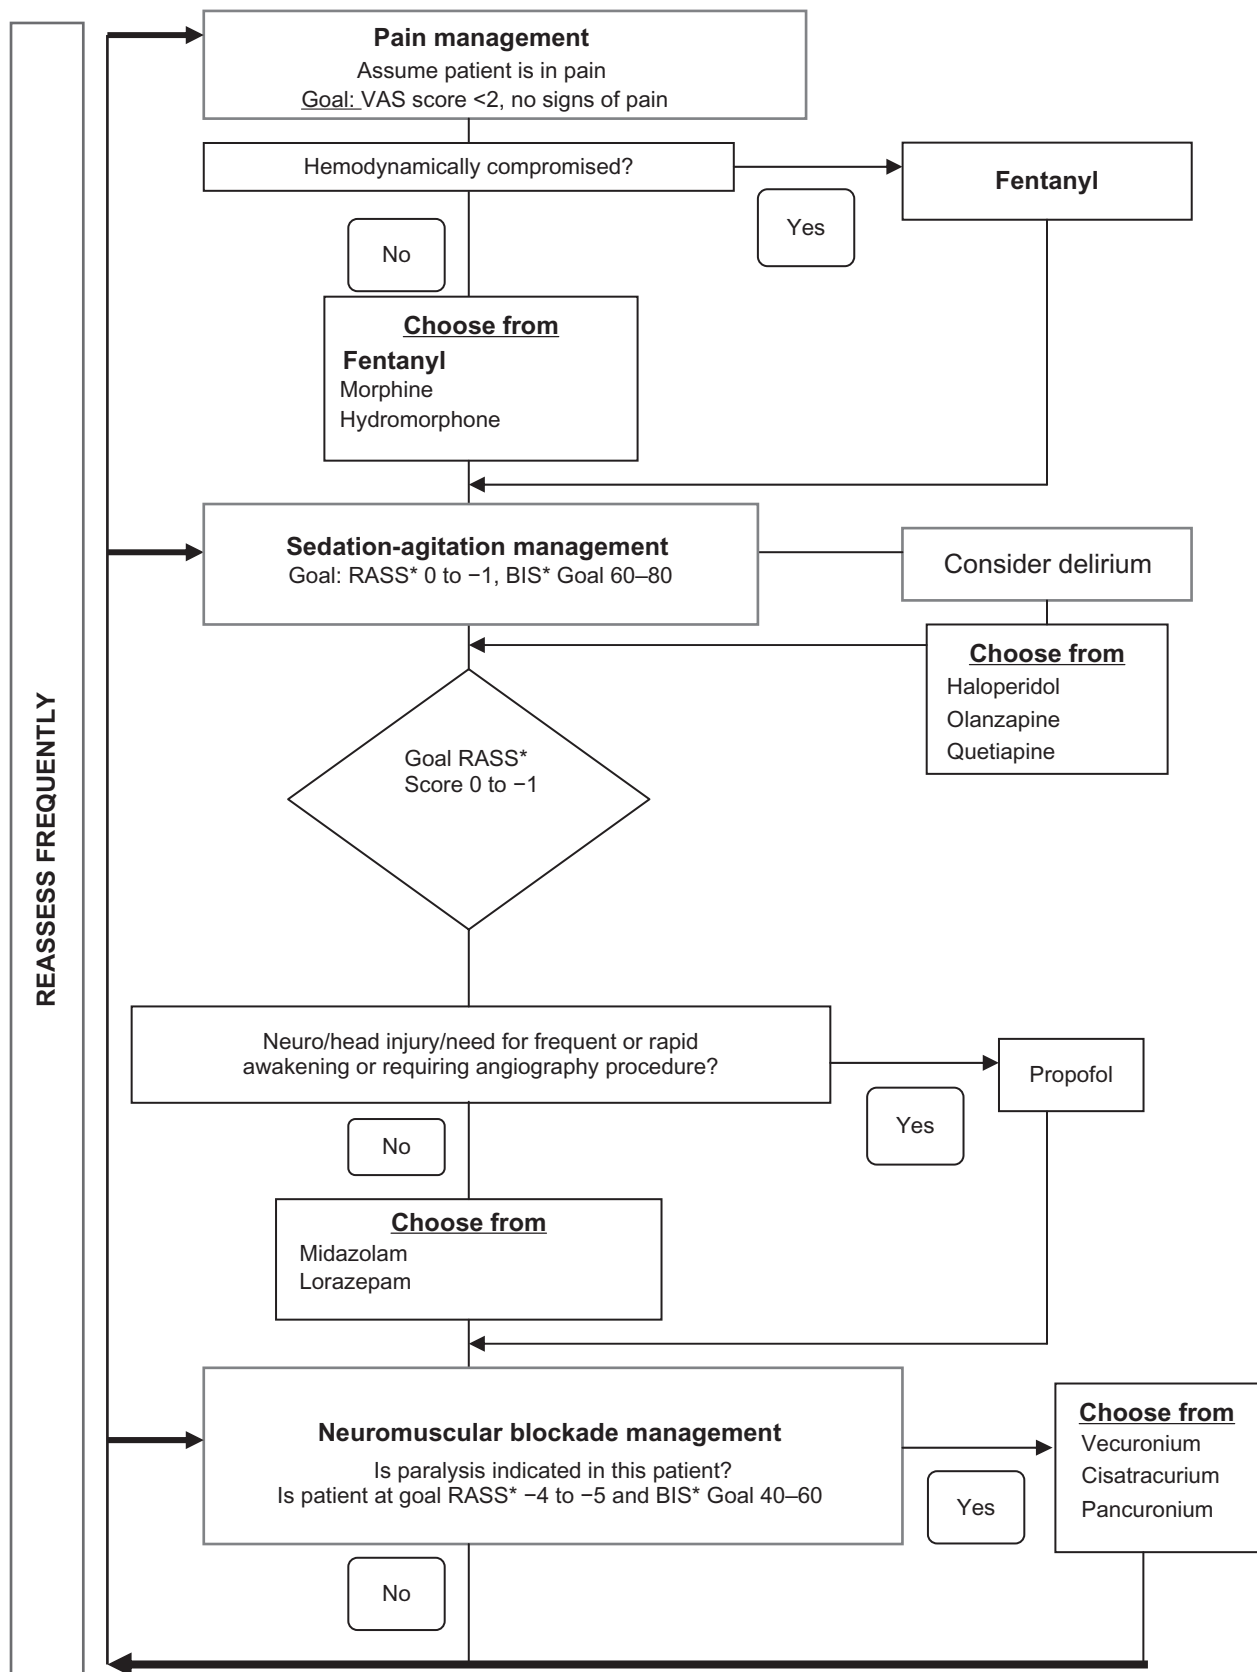 REASSESS FREQUENTLY
Pain management
Assume patient is in pain
Goal: VAS score <2, no signs of pain
Hemodynamically compromised?
Fentanyl
Yes
No
Choose from
Fentanyl
Morphine
Hydromorphone
Sedation-agitation management
Goal: RASS* 0 to −1, BIS* Goal 60–80
Consider delirium
Choose from
Haloperidol
Olanzapine
Quetiapine
Goal RASS*
Score 0 to −1
Neuro/head injury/need for frequent or rapid
awakening or requiring angiography procedure?
Propofol
Yes
No
Choose from
Midazolam
Lorazepam
Neuromuscular blockade management
Is paralysis indicated in this patient?
Is patient at goal RASS* −4 to −5 and BIS* Goal 40–60
Yes
Choose from
Vecuronium
Cisatracurium
Pancuronium
No